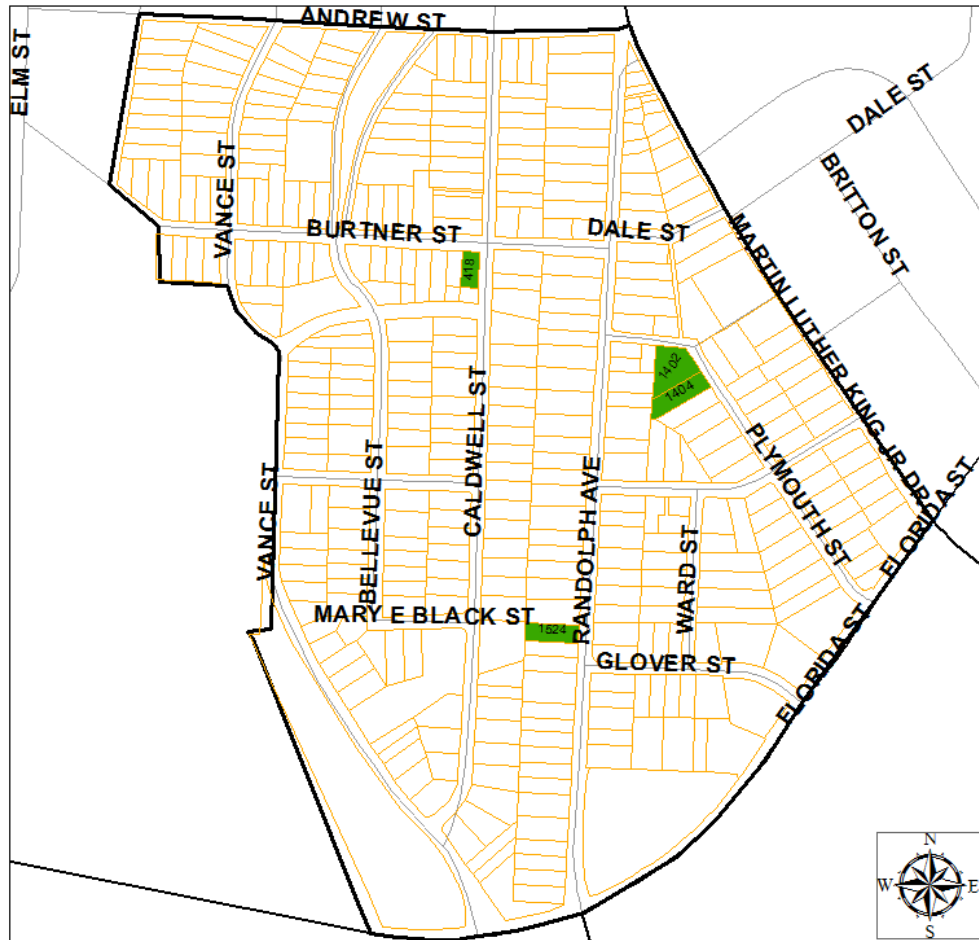 ANDREW ST
ELM ST
DALE ST
BRITTON ST
VANCE ST
BURTNER ST
DALE ST
MARTIN LUTHER KING JR DR
418
1402
1404
CALDWELL ST
PLYMOUTH ST
BELLEVUE ST
VANCE ST
RANDOLPH AVE
FLORIDA ST
WARD ST
MARY E BLACK ST
1524
GLOVER ST
FLORIDA ST
N
W
E
S